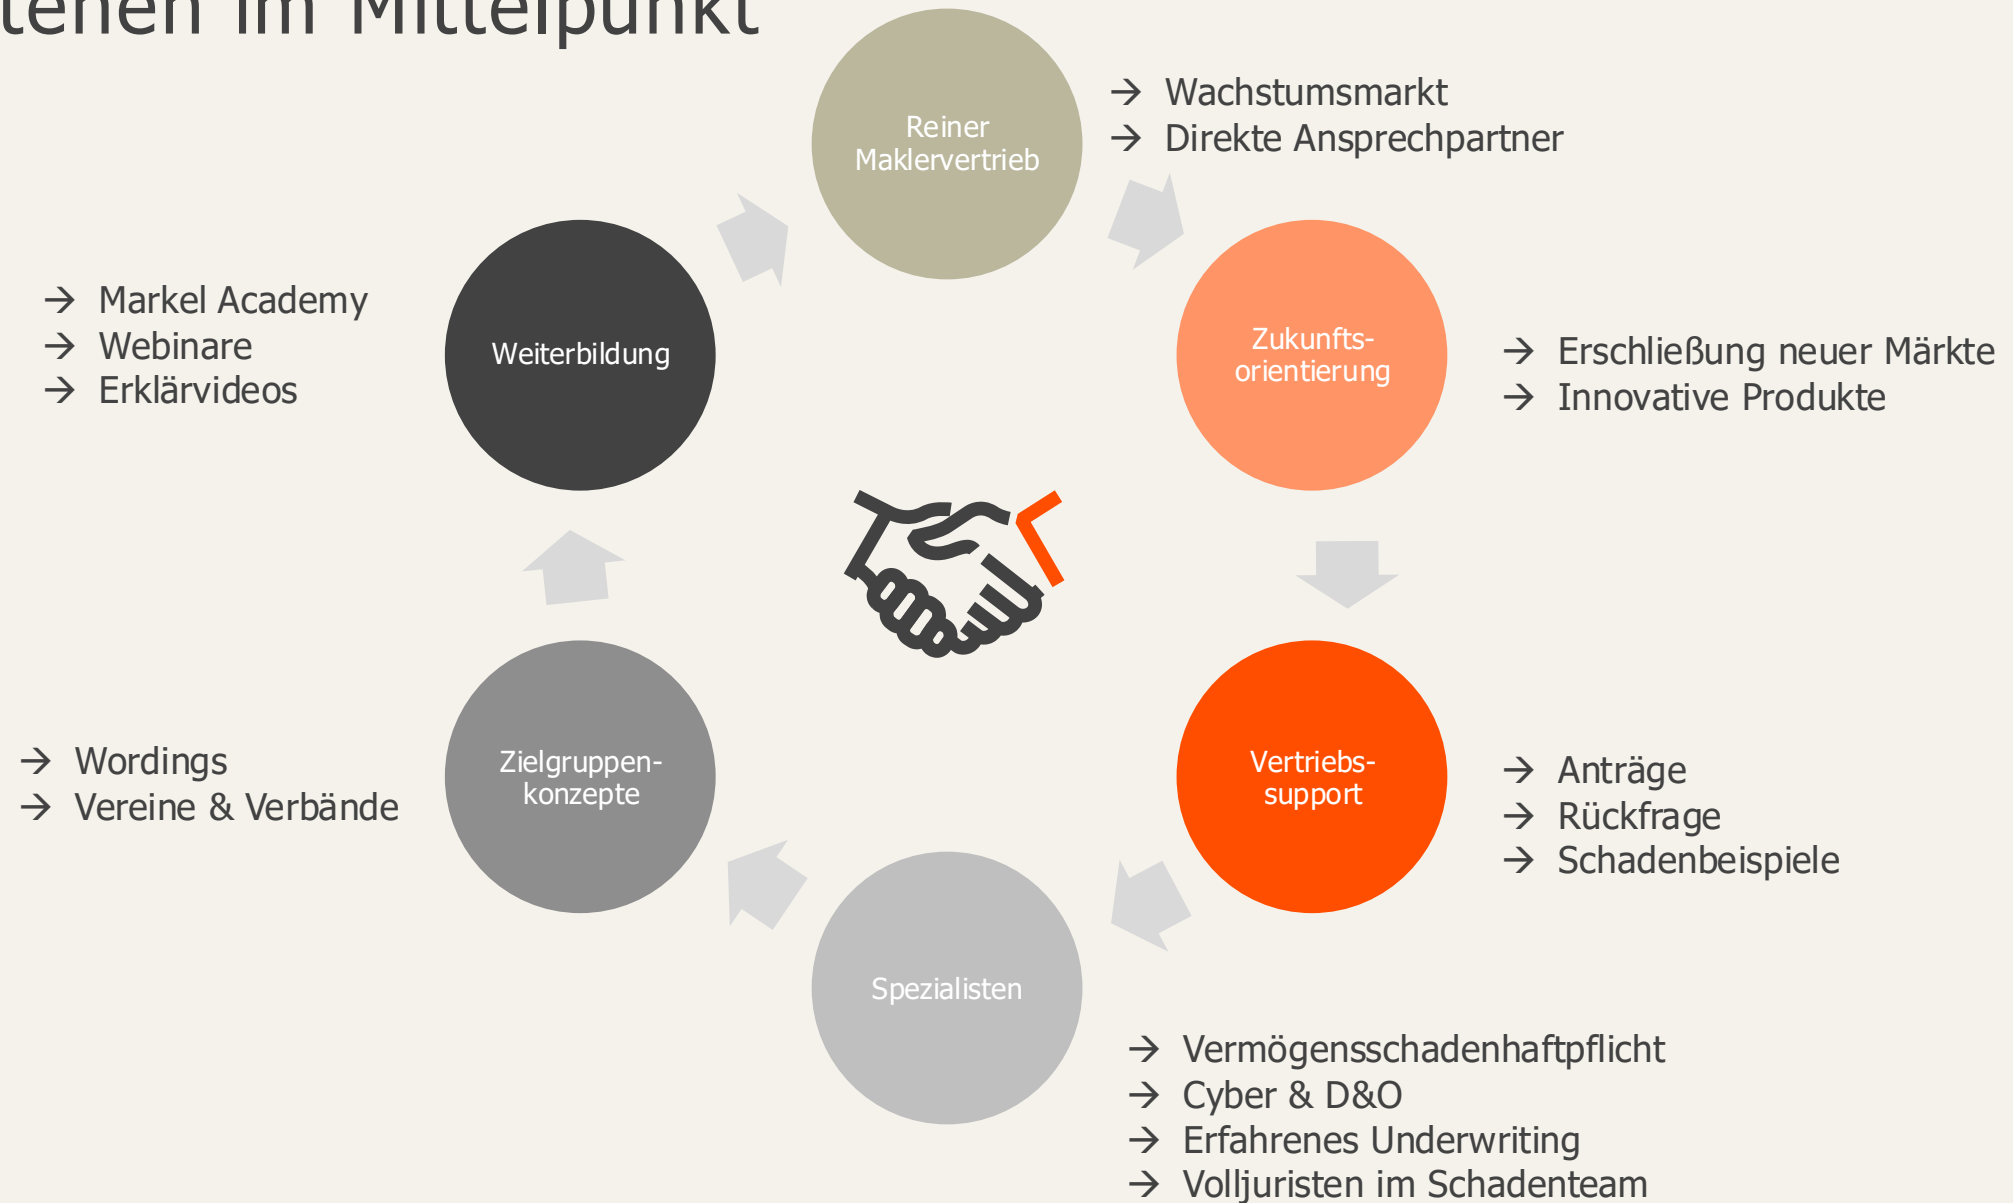 im Mittelpunkt
Reiner
Maklervertrieb
→ Wachstumsmarkt
→ Direkte Ansprechpartner
Zukunfts-
orientierung
→ Erschließung neuer Märkte
→ Innovative Produkte
Vertriebs-
support
→ Anträge
→ Rückfrage
→ Schadenbeispiele
Spezialisten
→ Vermögensschadenhaftpflicht
→ Cyber & D&O
→ Erfahrenes Underwriting
→ Volljuristen im Schadenteam
Zielgruppen-
konzepte
→ Wordings
→ Vereine & Verbände
Weiterbildung
→ Markel Academy
→ Webinare
→ Erklärvideos